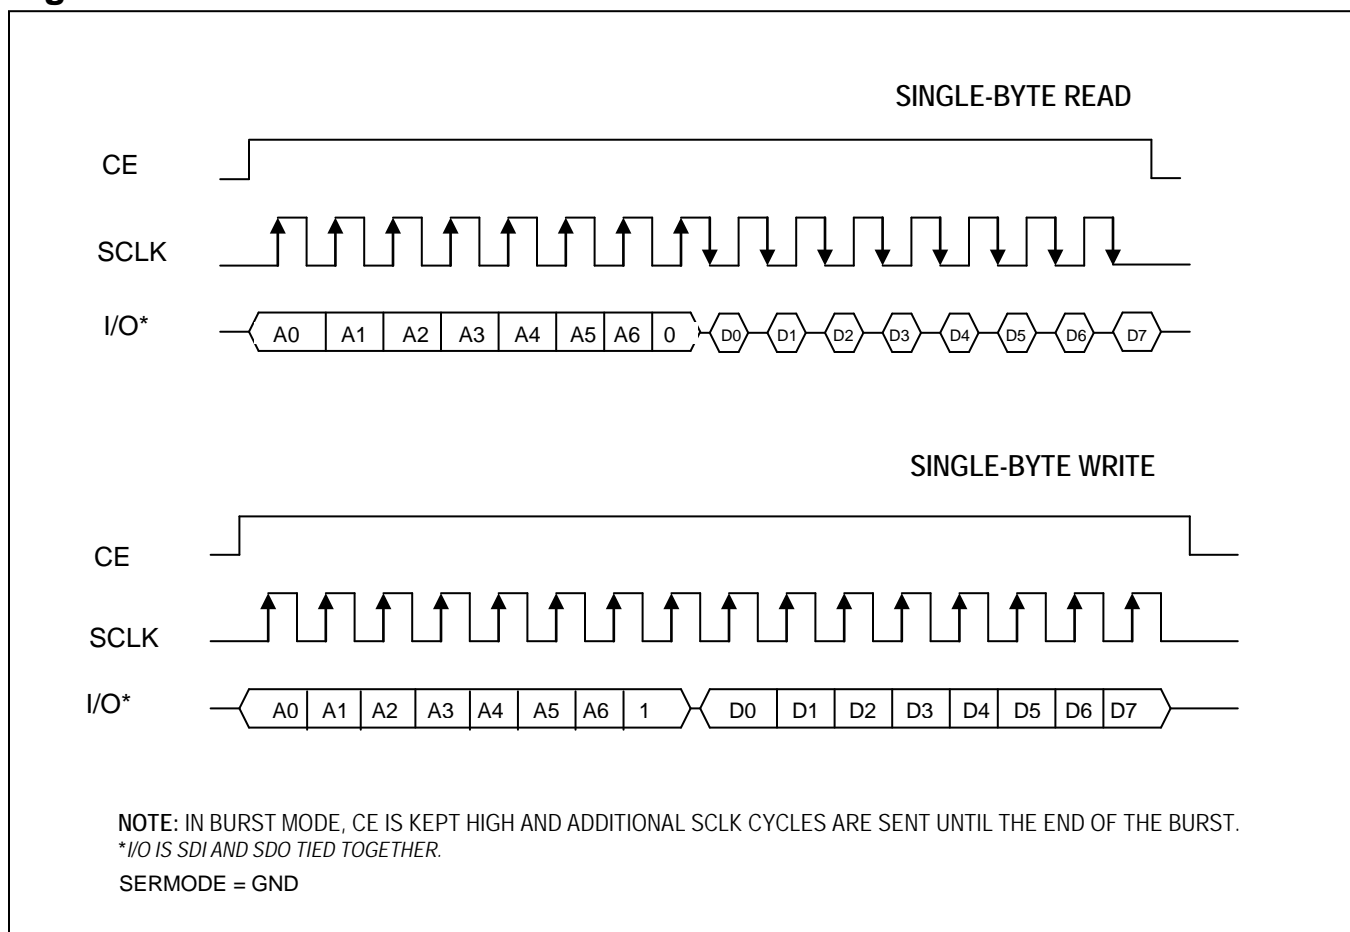 SINGLE-BYTE READ
CE
SCLK
I/O*
A0 A1 A2 A3 A4 A5 A6 0 D0 D1 D2 D3 D4 D5 D6 D7
SINGLE-BYTE WRITE
CE
SCLK
I/O*
A0 A1 A2 A3 A4 A5 A6 1 D0 D1 D2 D3 D4 D5 D6 D7
NOTE: IN BURST MODE, CE IS KEPT HIGH AND ADDITIONAL SCLK CYCLES ARE SENT UNTIL THE END OF THE BURST.
*I/O IS SDI AND SDO TIED TOGETHER.
SERMODE = GND